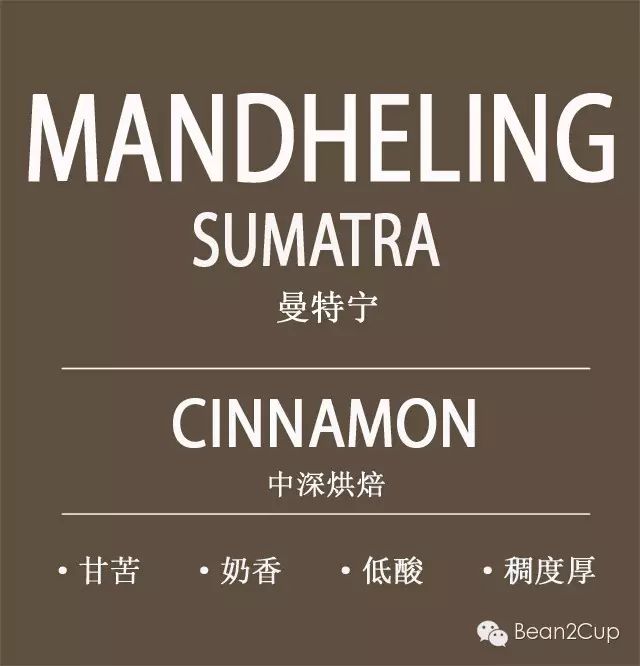 MANDHELING
SUMATRA
曼特宁
CINNAMON
中深烘焙
·甘苦 ·奶香 ·低酸 ·稠度厚
Bean2Cup